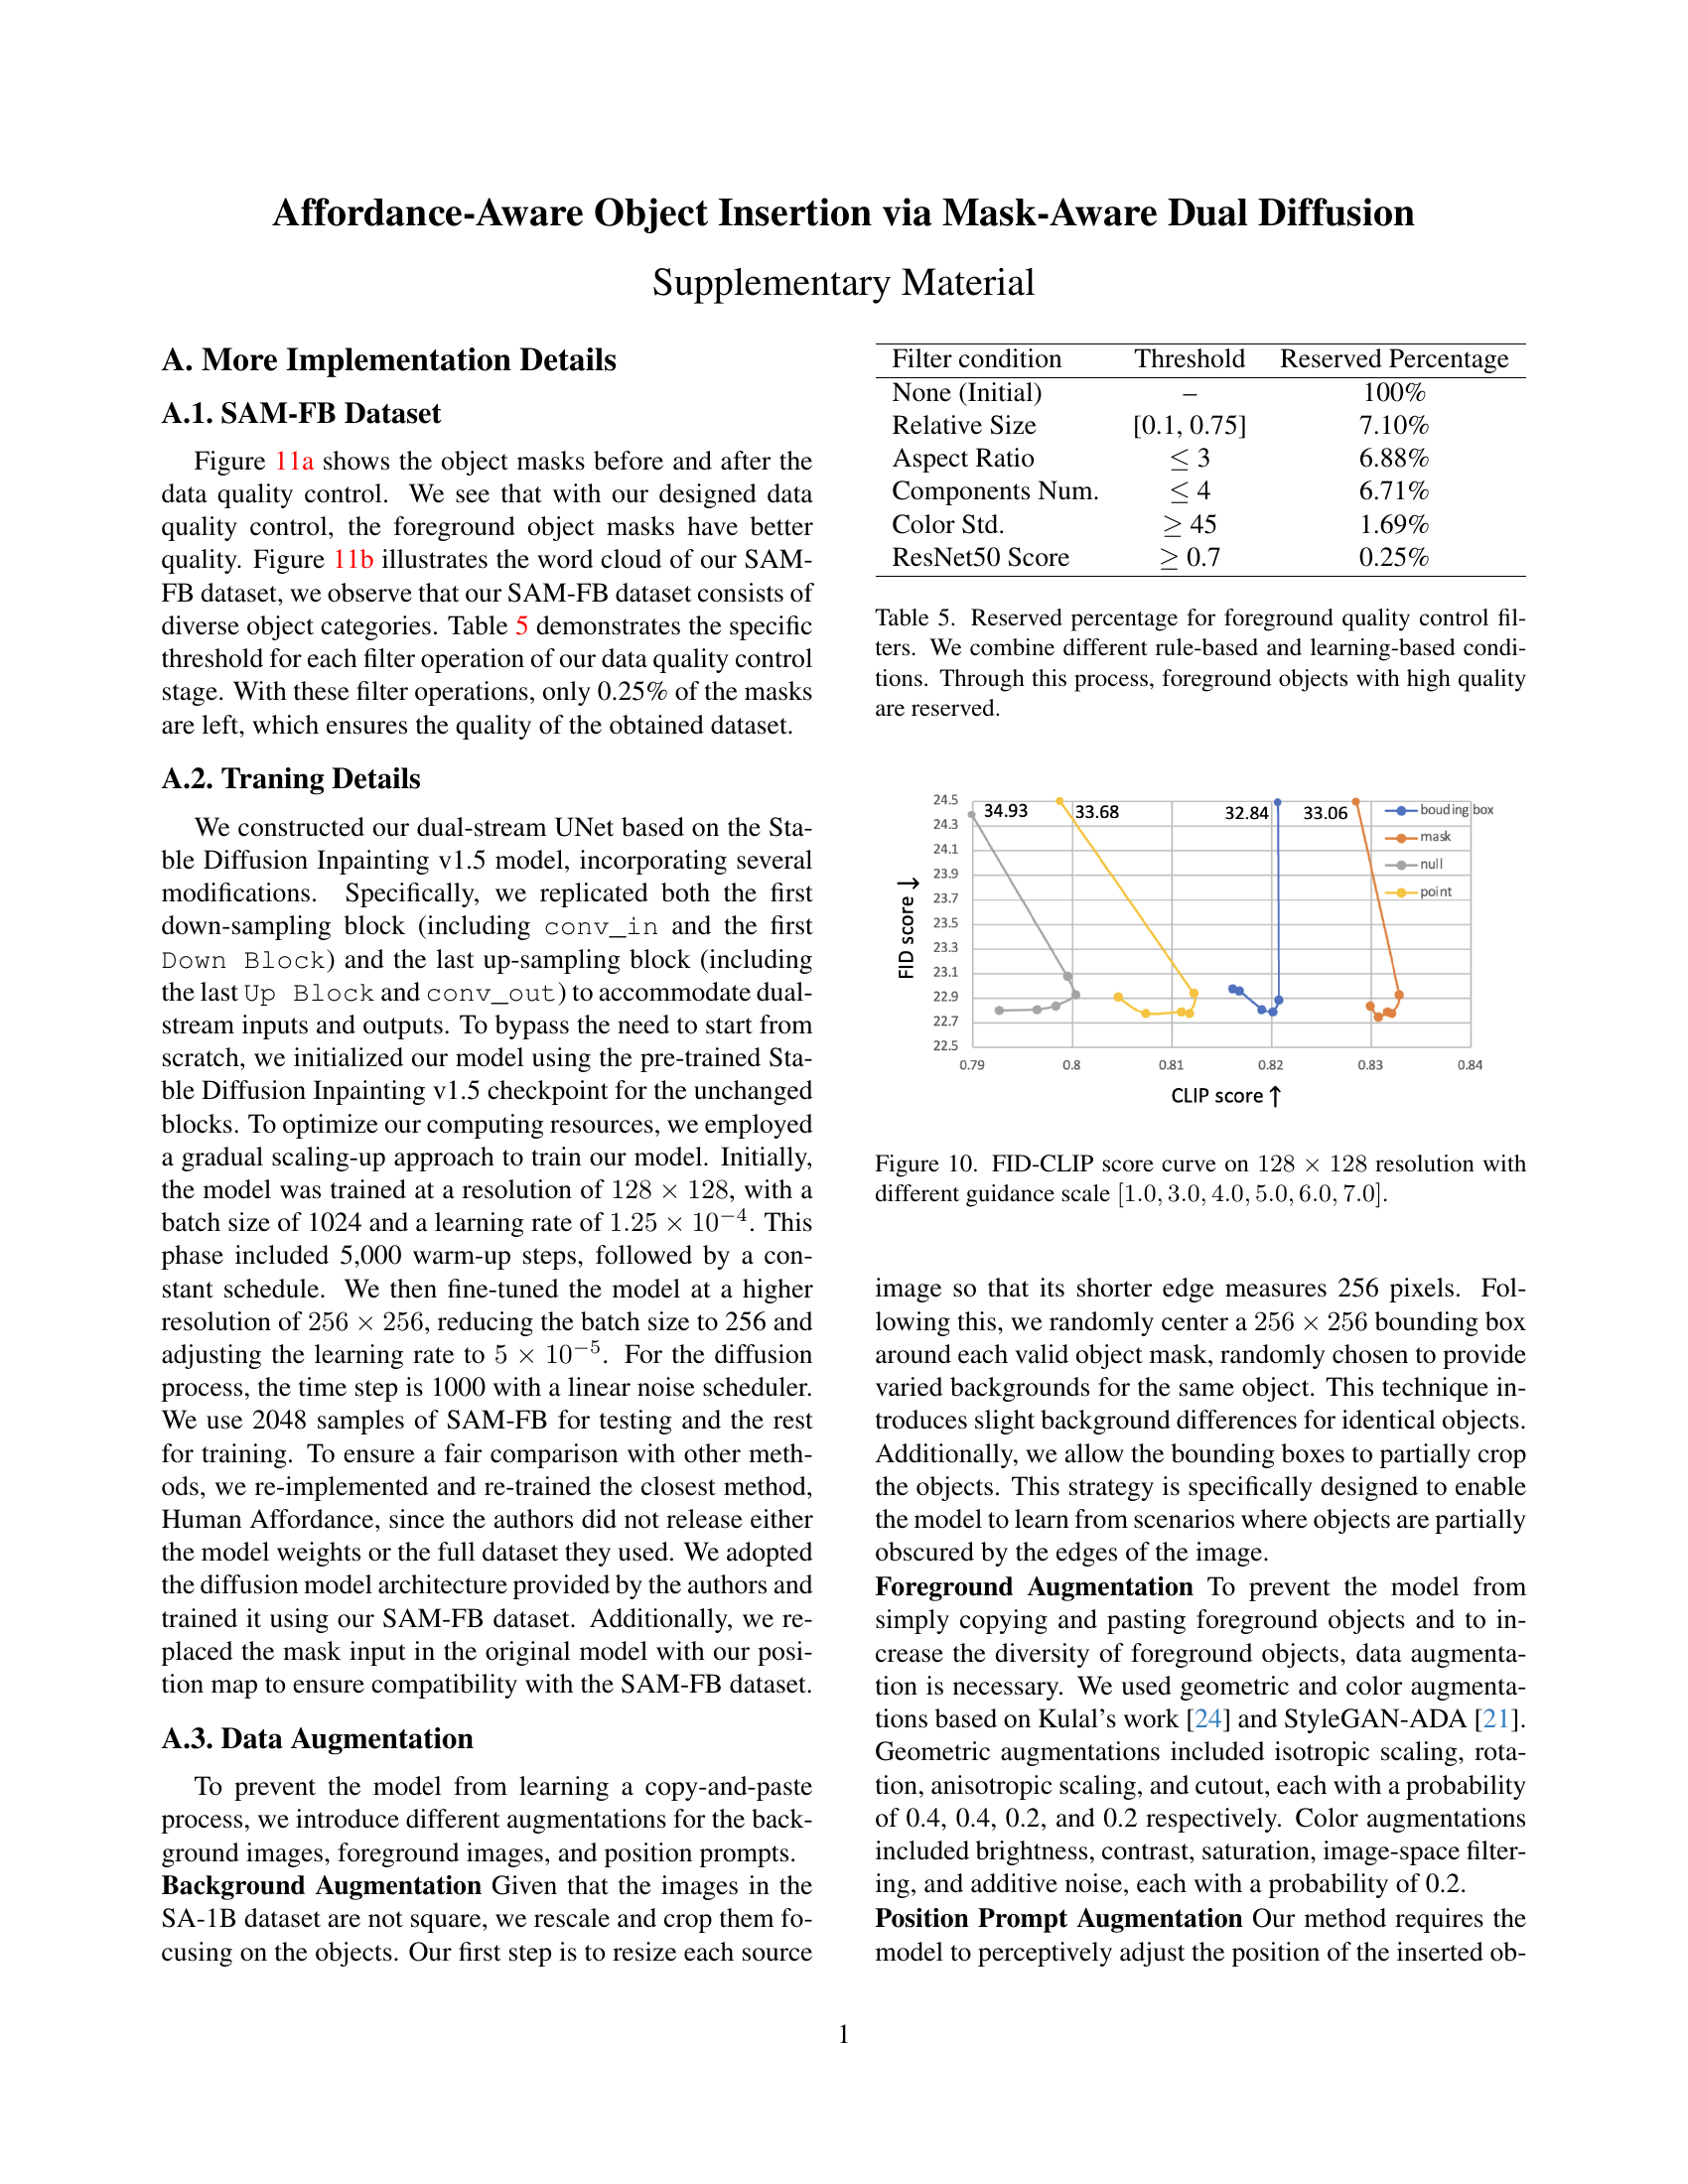 Affordance-Aware Object Insertion via Mask-Aware Dual Diffusion
Supplementary Material
A. More Implementation Details
A.1. SAM-FB Dataset
Figure 11a shows the object masks before and after the
data quality control. We see that with our designed data
quality control, the foreground object masks have better
quality. Figure 11b illustrates the word cloud of our SAM-
FB dataset, we observe that our SAM-FB dataset consists of
diverse object categories. Table 5 demonstrates the specific
threshold for each filter operation of our data quality control
stage. With these filter operations, only 0.25% of the masks
are left, which ensures the quality of the obtained dataset.
A.2. Traning Details
We constructed our dual-stream UNet based on the Sta-
ble Diffusion Inpainting v1.5 model, incorporating several
modifications. Specifically, we replicated both the first
down-sampling block (including conv_in and the first
Down Block) and the last up-sampling block (including
the last Up Block and conv_out) to accommodate dual-
stream inputs and outputs. To bypass the need to start from
scratch, we initialized our model using the pre-trained Sta-
ble Diffusion Inpainting v1.5 checkpoint for the unchanged
blocks. To optimize our computing resources, we employed
a gradual scaling-up approach to train our model. Initially,
the model was trained at a resolution of 128 × 128, with a
batch size of 1024 and a learning rate of 1.25 × 10⁻⁴. This
phase included 5,000 warm-up steps, followed by a con-
stant schedule. We then fine-tuned the model at a higher
resolution of 256 × 256, reducing the batch size to 256 and
adjusting the learning rate to 5 × 10⁻⁵. For the diffusion
process, the time step is 1000 with a linear noise scheduler.
We use 2048 samples of SAM-FB for testing and the rest
for training. To ensure a fair comparison with other meth-
ods, we re-implemented and re-trained the closest method,
Human Affordance, since the authors did not release either
the model weights or the full dataset they used. We adopted
the diffusion model architecture provided by the authors and
trained it using our SAM-FB dataset. Additionally, we re-
placed the mask input in the original model with our posi-
tion map to ensure compatibility with the SAM-FB dataset.
A.3. Data Augmentation
To prevent the model from learning a copy-and-paste
process, we introduce different augmentations for the back-
ground images, foreground images, and position prompts.
Background Augmentation Given that the images in the
SA-1B dataset are not square, we rescale and crop them fo-
cusing on the objects. Our first step is to resize each source
Filter condition Threshold Reserved Percentage
None (Initial) – 100%
Relative Size [0.1, 0.75] 7.10%
Aspect Ratio ≤ 3 6.88%
Components Num. ≤ 4 6.71%
Color Std. ≥ 45 1.69%
ResNet50 Score ≥ 0.7 0.25%
Table 5. Reserved percentage for foreground quality control fil-
ters. We combine different rule-based and learning-based condi-
tions. Through this process, foreground objects with high quality
are reserved.
24.5
24.3
24.1
23.9
23.7
23.5
23.3
23.1
22.9
22.7
22.5
FID score ↓
34.93 33.68 32.84 33.06
bouding box
mask
null
point
0.79 0.8 0.81 0.82 0.83 0.84
CLIP score ↑
Figure 10. FID-CLIP score curve on 128 × 128 resolution with
different guidance scale [1.0, 3.0, 4.0, 5.0, 6.0, 7.0].
image so that its shorter edge measures 256 pixels. Fol-
lowing this, we randomly center a 256 × 256 bounding box
around each valid object mask, randomly chosen to provide
varied backgrounds for the same object. This technique in-
troduces slight background differences for identical objects.
Additionally, we allow the bounding boxes to partially crop
the objects. This strategy is specifically designed to enable
the model to learn from scenarios where objects are partially
obscured by the edges of the image.
Foreground Augmentation To prevent the model from
simply copying and pasting foreground objects and to in-
crease the diversity of foreground objects, data augmenta-
tion is necessary. We used geometric and color augmenta-
tions based on Kulal's work [24] and StyleGAN-ADA [21].
Geometric augmentations included isotropic scaling, rota-
tion, anisotropic scaling, and cutout, each with a probability
of 0.4, 0.4, 0.2, and 0.2 respectively. Color augmentations
included brightness, contrast, saturation, image-space filter-
ing, and additive noise, each with a probability of 0.2.
Position Prompt Augmentation Our method requires the
model to perceptively adjust the position of the inserted ob-
1